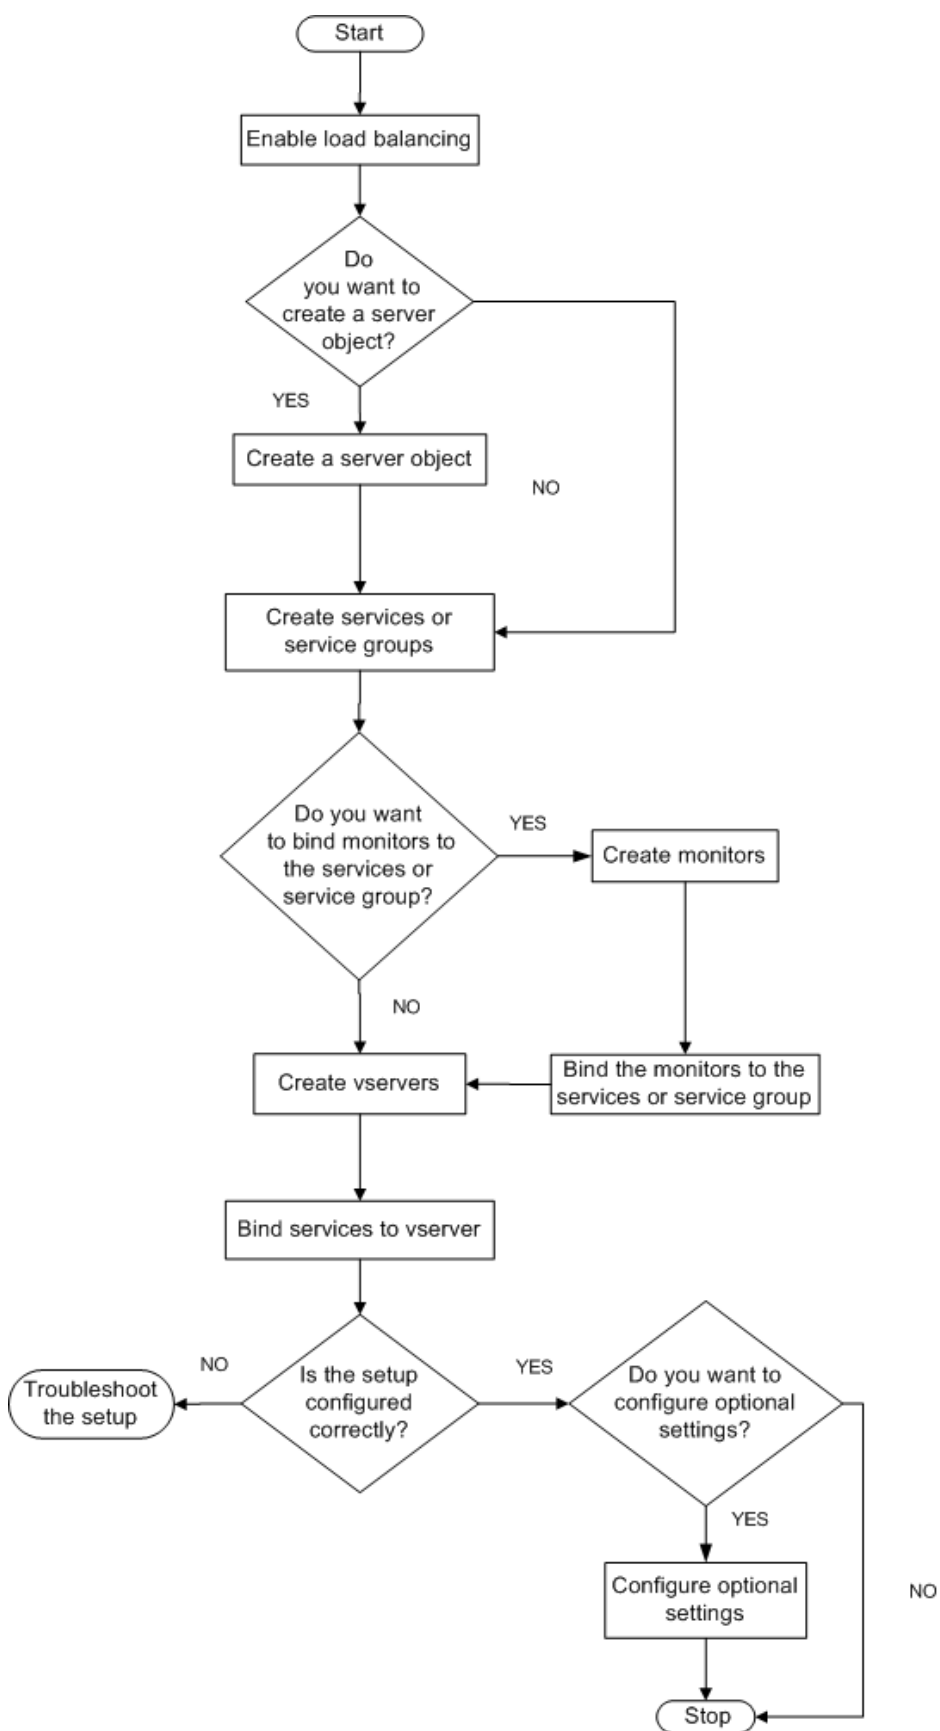 Start
Enable load balancing
Do
you want to
create a server
object?
YES
Create a server object
NO
Create services or
service groups
Do you want
to bind monitors to
the services or
service group?
YES
Create monitors
NO
Create vservers
Bind the monitors to the
services or service group
Bind services to vserver
NO
Troubleshoot
the setup
Is the setup
configured
correctly?
YES
Do you want to
configure optional
settings?
YES
Configure optional
settings
NO
Stop